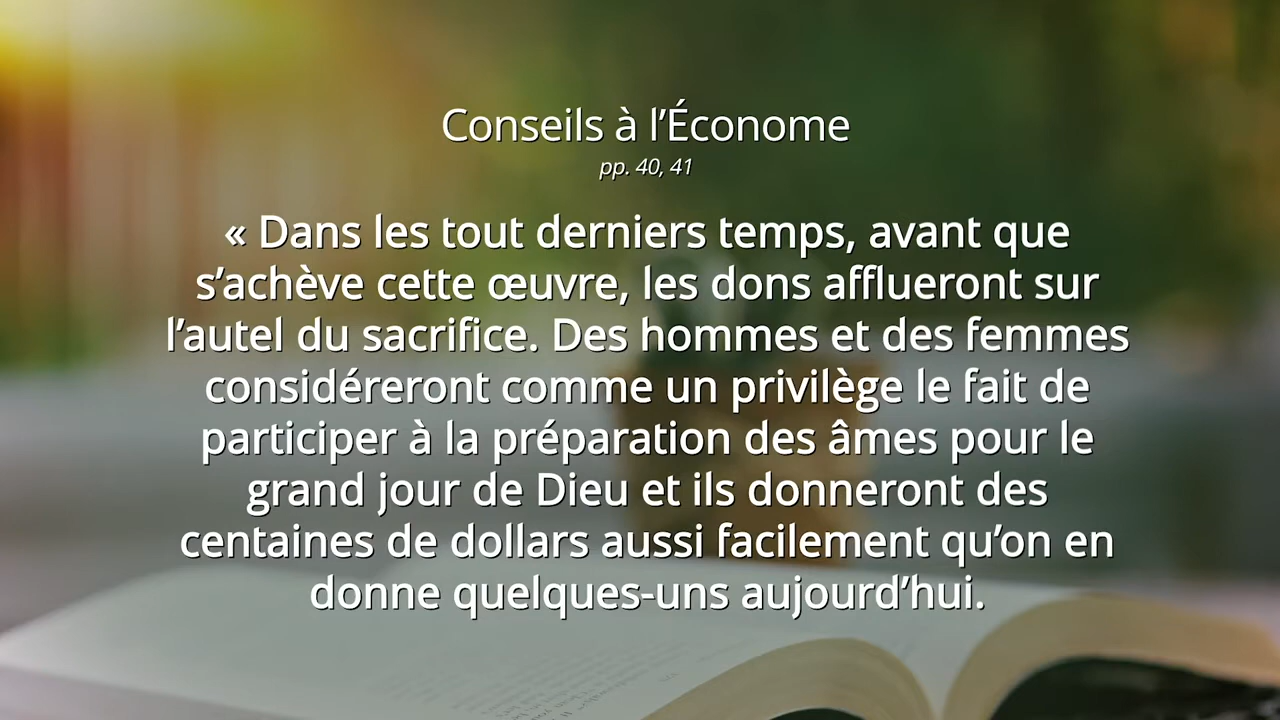 Conseils à l’Économe
pp. 40, 41
« Dans les tout derniers temps, avant que
s’achève cette œuvre, les dons afflueront sur
l’autel du sacrifice. Des hommes et des femmes
considéreront comme un privilège le fait de
participer à la préparation des âmes pour le
grand jour de Dieu et ils donneront des
centaines de dollars aussi facilement qu’on en
donne quelques-uns aujourd’hui.